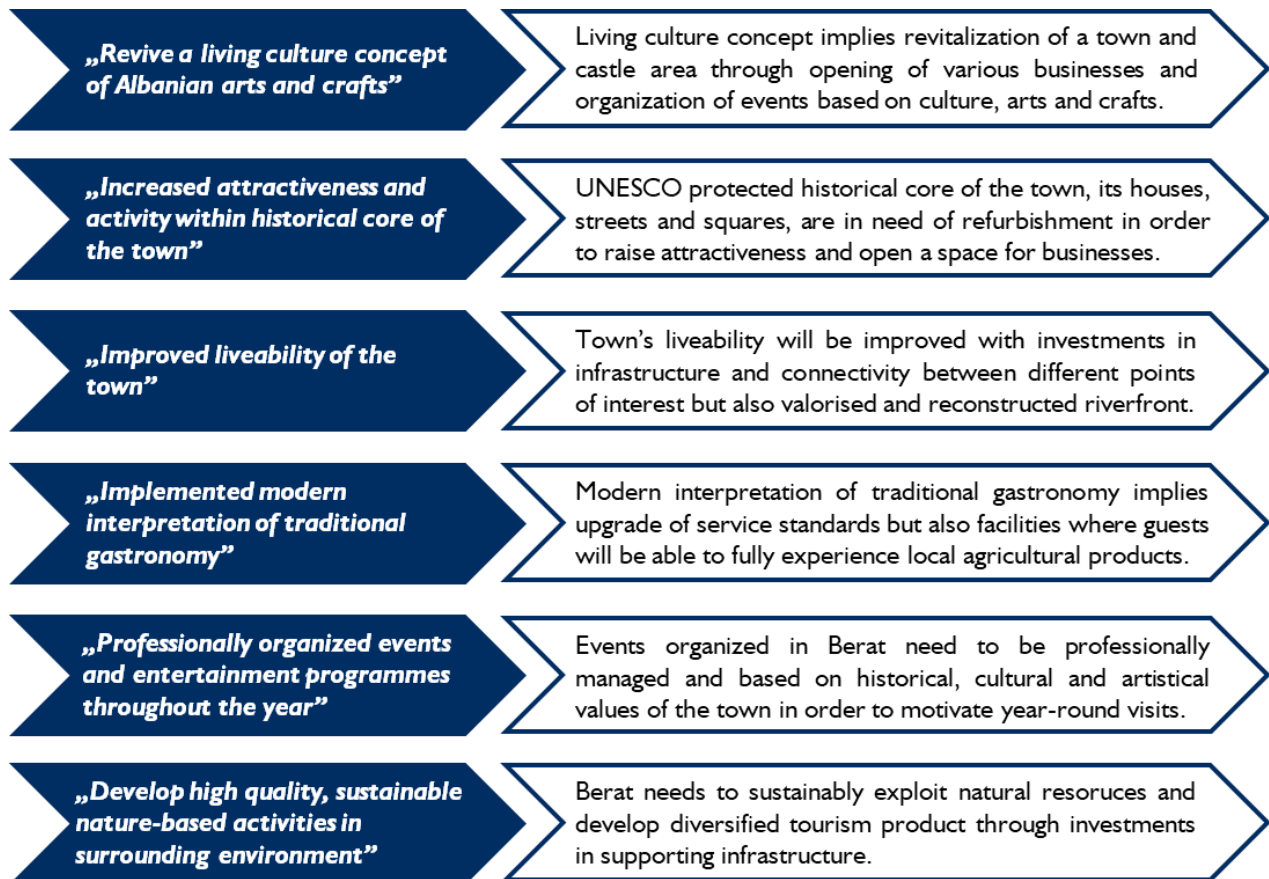 „Revive a living culture concept
of Albanian arts and crafts”
Living culture concept implies revitalization of a town and
castle area through opening of various businesses and
organization of events based on culture, arts and crafts.
„Increased attractiveness and
activity within historical core of
the town”
UNESCO protected historical core of the town, its houses,
streets and squares, are in need of refurbishment in order
to raise attractiveness and open a space for businesses.
„Improved liveability of the
town”
Town’s liveability will be improved with investments in
infrastructure and connectivity between different points
of interest but also valorised and reconstructed riverfront.
„Implemented modern
interpretation of traditional
gastronomy”
Modern interpretation of traditional gastronomy implies
upgrade of service standards but also facilities where guests
will be able to fully experience local agricultural products.
„Professionally organized events
and entertainment programmes
throughout the year”
Events organized in Berat need to be professionally
managed and based on historical, cultural and artistical
values of the town in order to motivate year-round visits.
„Develop high quality, sustainable
nature-based activities in
surrounding environment”
Berat needs to sustainably exploit natural resoruces and
develop diversified tourism product through investments
in supporting infrastructure.